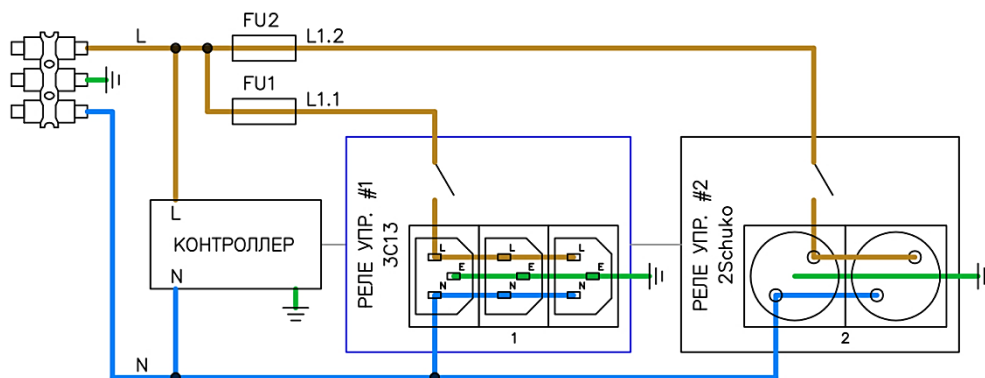 L
FU2
L1.2
FU1
L1.1
L
КОНТРОЛЛЕР
N
РЕЛЕ УПР. #1
3C13
L
L
L
E
E
E
N
N
N
1
РЕЛЕ УПР. #2
2Schuko
2
N